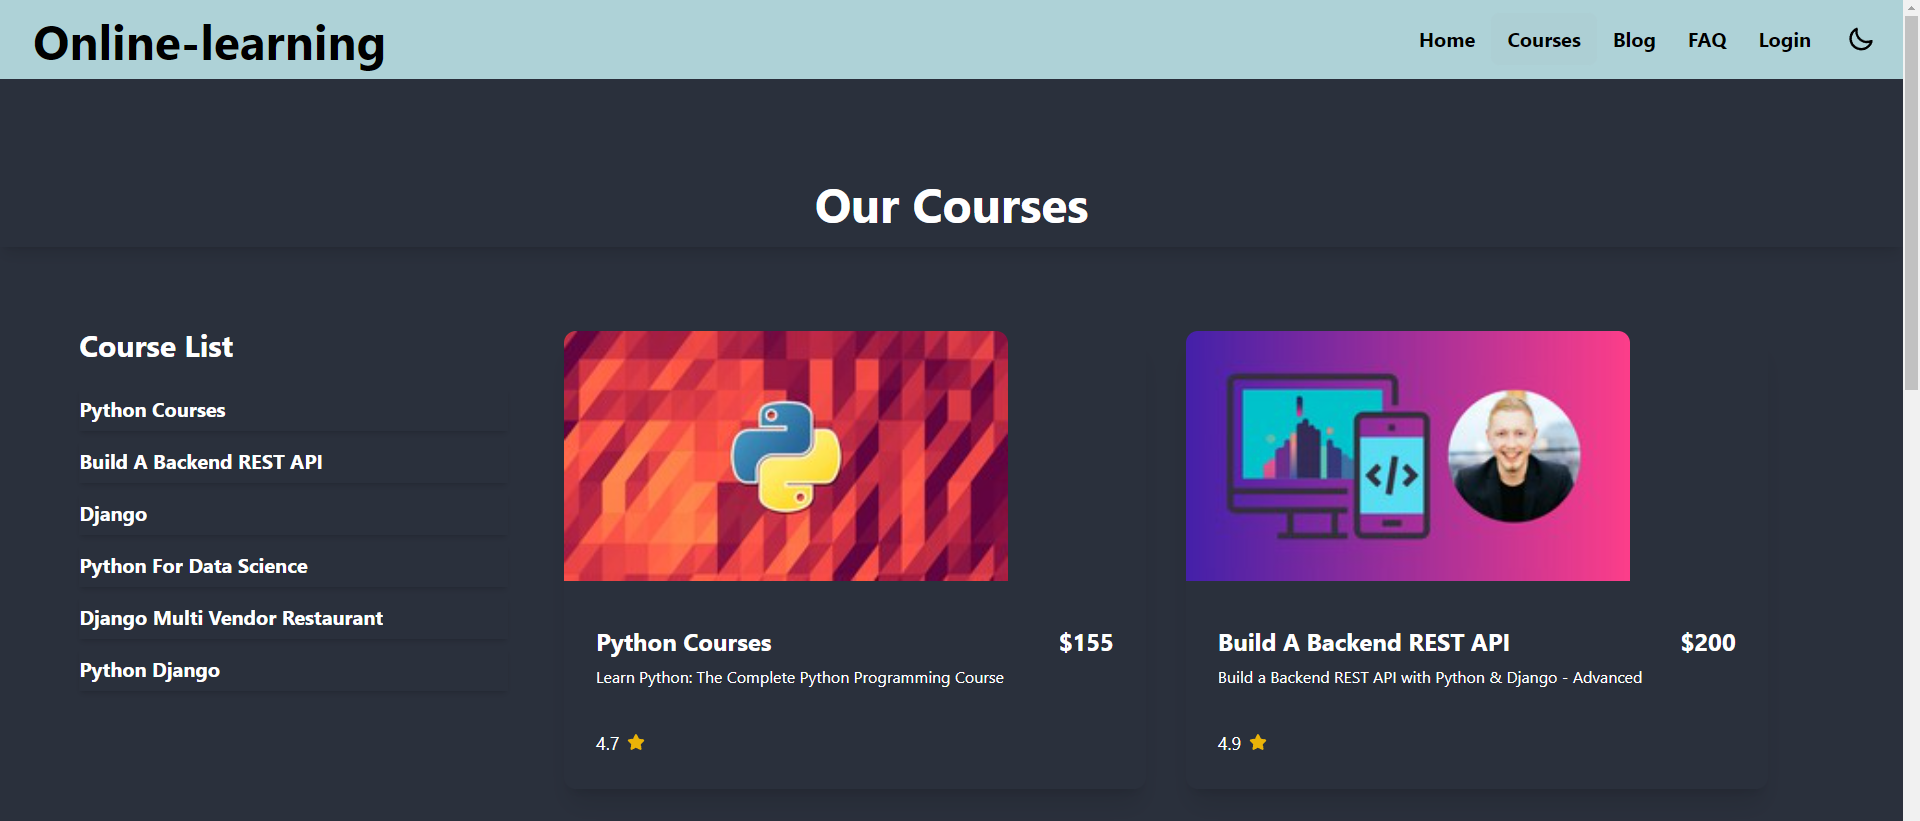 Online-learning
Home Courses Blog FAQ Login
Our Courses
Course List
Python Courses
Build A Backend REST API
Django
Python For Data Science
Django Multi Vendor Restaurant
Python Django
</>
Python Courses $155
Learn Python: The Complete Python Programming Course
4.7
Build A Backend REST API $200
Build a Backend REST API with Python & Django - Advanced
4.9